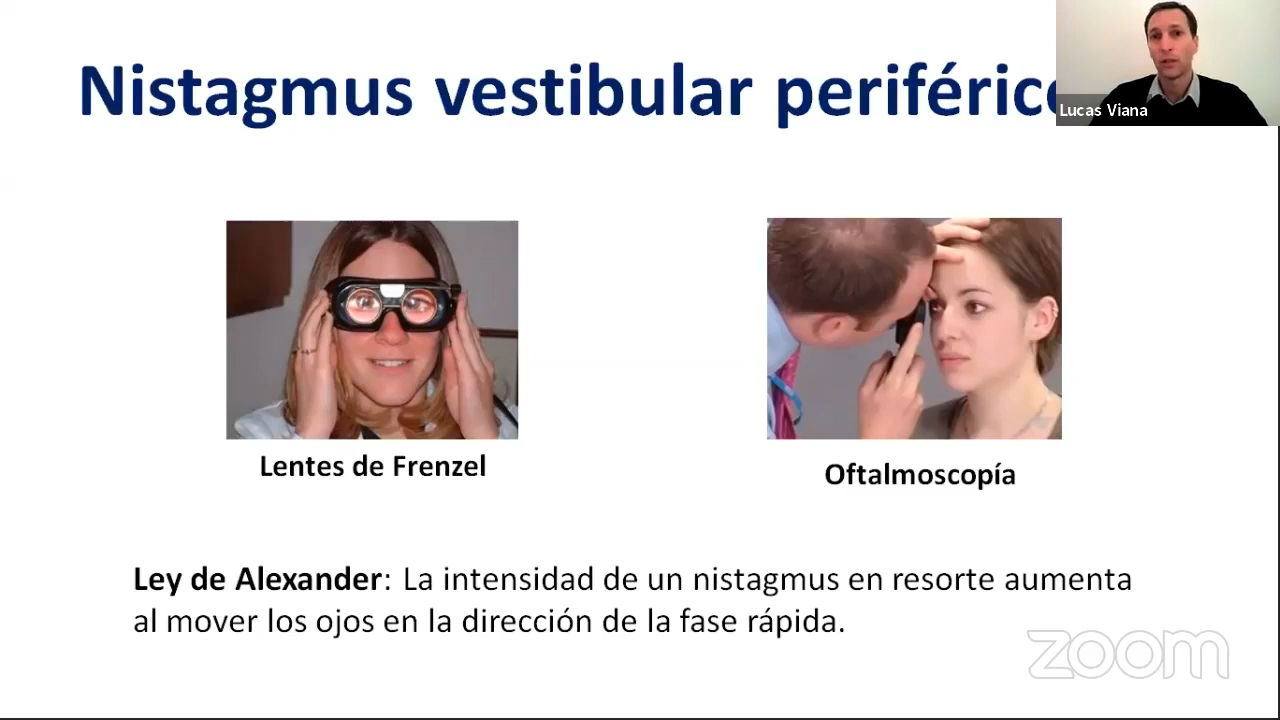 Nistagmus vestibular periféric
Lucas Viana
Lentes de Frenzel
Oftalmoscopía
Ley de Alexander: La intensidad de un nistagmus en resorte aumenta
al mover los ojos en la dirección de la fase rápida.
zoom